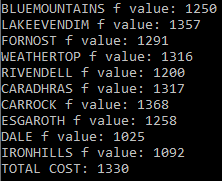 BLUEMOUNTAINS f value: 1250
LAKEEVENDIM f value: 1357
FORNOST f value: 1291
WEATHERTOP f value: 1316
RIVENDELL f value: 1200
CARADHRAS f value: 1317
CARROCK f value: 1368
ESGAROTH f value: 1258
DALE f value: 1025
IRONHILLS f value: 1092
TOTAL COST: 1330